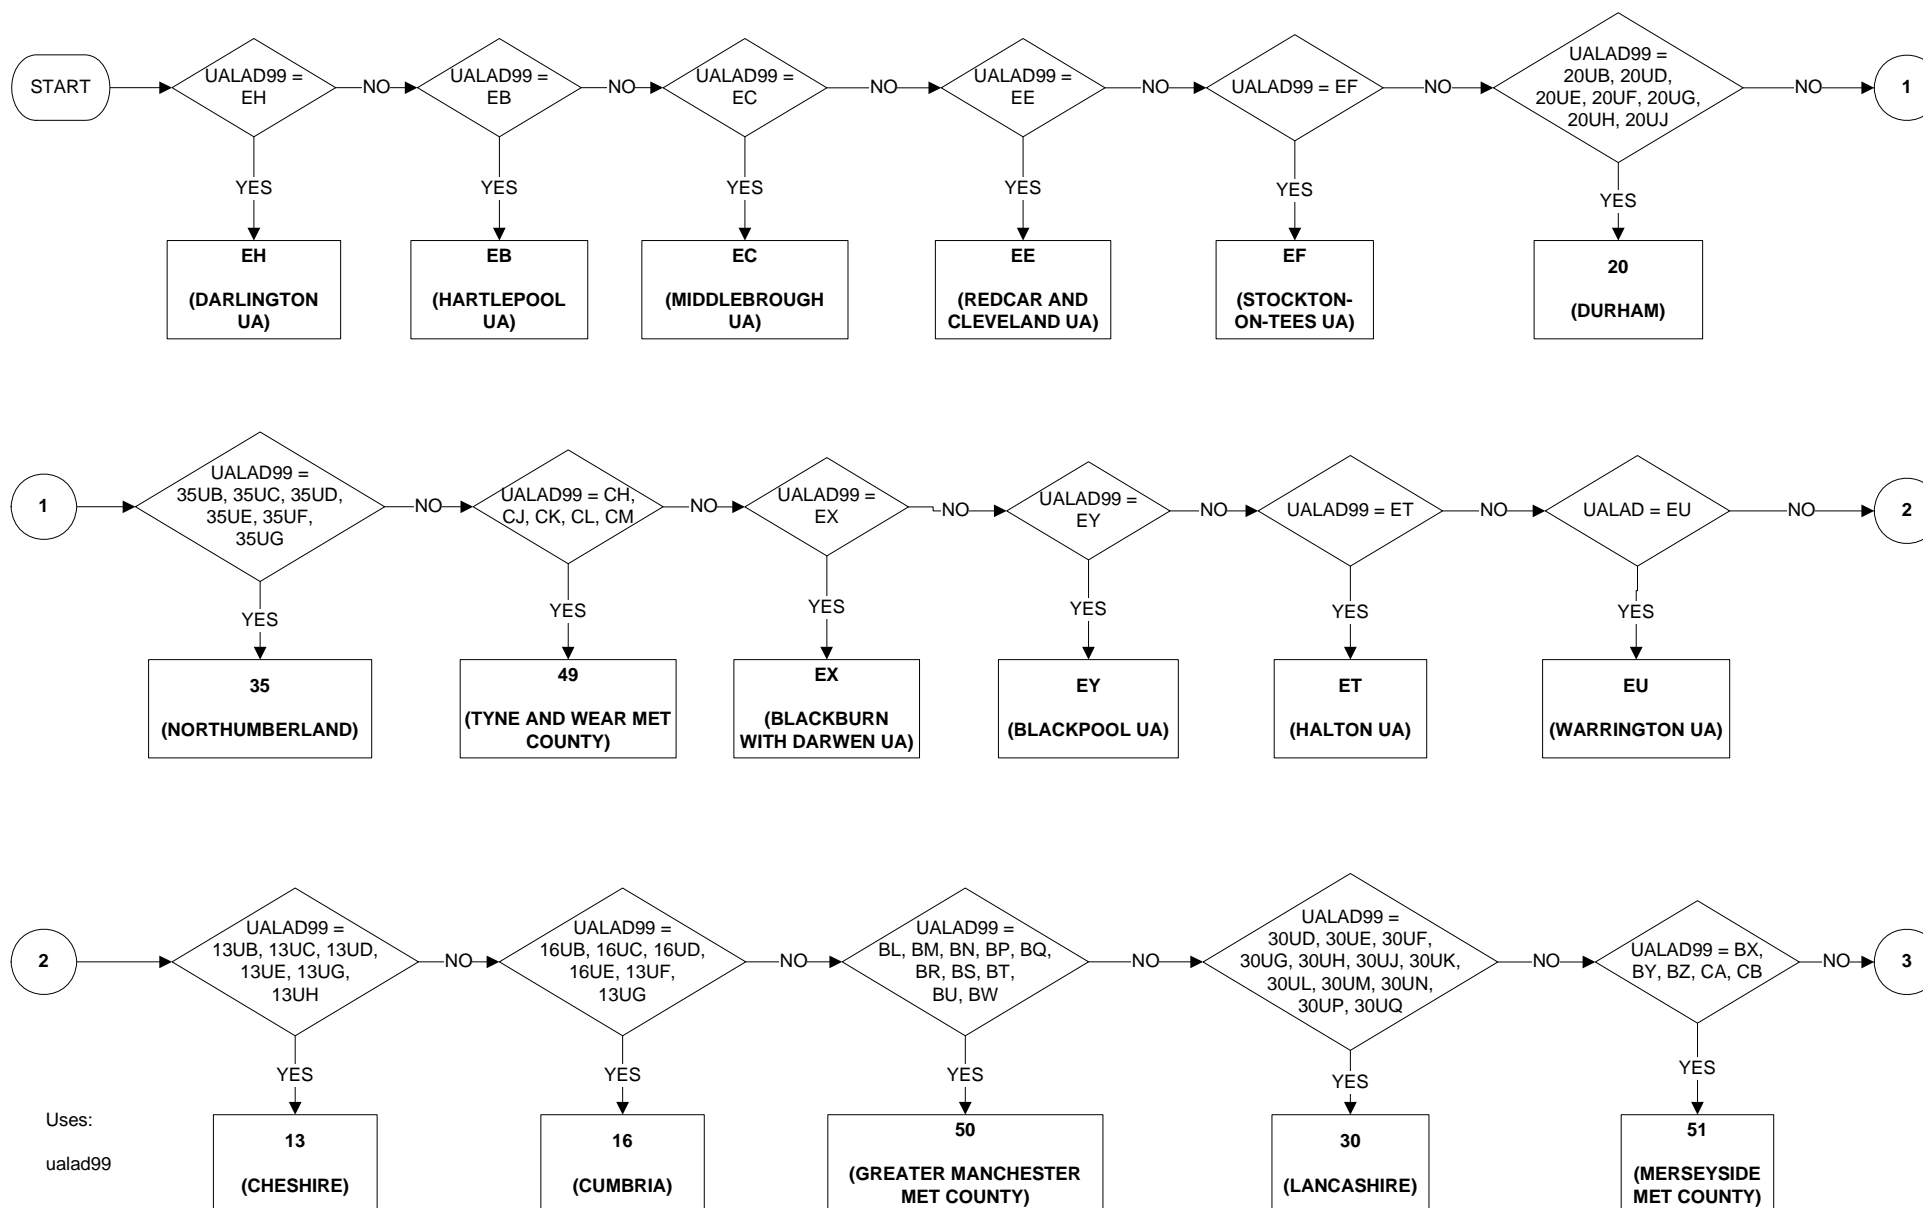 START
UALAD99 =
EH
NO
UALAD99 =
EB
NO
UALAD99 =
EC
NO
UALAD99 =
EE
NO
UALAD99 = EF
NO
UALAD99 =
20UB, 20UD,
20UE, 20UF, 20UG,
20UH, 20UJ
NO
1
YES
YES
YES
YES
YES
YES
EH
(DARLINGTON
UA)
EB
(HARTLEPOOL
UA)
EC
(MIDDLEBROUGH
UA)
EE
(REDCAR AND
CLEVELAND UA)
EF
(STOCKTON-
ON-TEES UA)
20
(DURHAM)
1
UALAD99 =
35UB, 35UC, 35UD,
35UE, 35UF,
35UG
NO
UALAD99 = CH,
CJ, CK, CL, CM
NO
UALAD99 =
EX
NO
UALAD99 =
EY
NO
UALAD99 = ET
NO
UALAD = EU
NO
2
YES
YES
YES
YES
YES
YES
35
(NORTHUMBERLAND)
49
(TYNE AND WEAR MET
COUNTY)
EX
(BLACKBURN
WITH DARWEN UA)
EY
(BLACKPOOL UA)
ET
(HALTON UA)
EU
(WARRINGTON UA)
2
UALAD99 =
13UB, 13UC, 13UD,
13UE, 13UG,
13UH
NO
UALAD99 =
16UB, 16UC, 16UD,
16UE, 13UF,
13UG
NO
UALAD99 =
BL, BM, BN, BP, BQ,
BR, BS, BT,
BU, BW
NO
UALAD99 =
30UD, 30UE, 30UF,
30UG, 30UH, 30UJ, 30UK,
30UL, 30UM, 30UN,
30UP, 30UQ
NO
UALAD99 = BX,
BY, BZ, CA, CB
NO
3
YES
YES
YES
YES
YES
Uses:
ualad99
13
(CHESHIRE)
16
(CUMBRIA)
50
(GREATER MANCHESTER
MET COUNTY)
30
(LANCASHIRE)
51
(MERSEYSIDE
MET COUNTY)